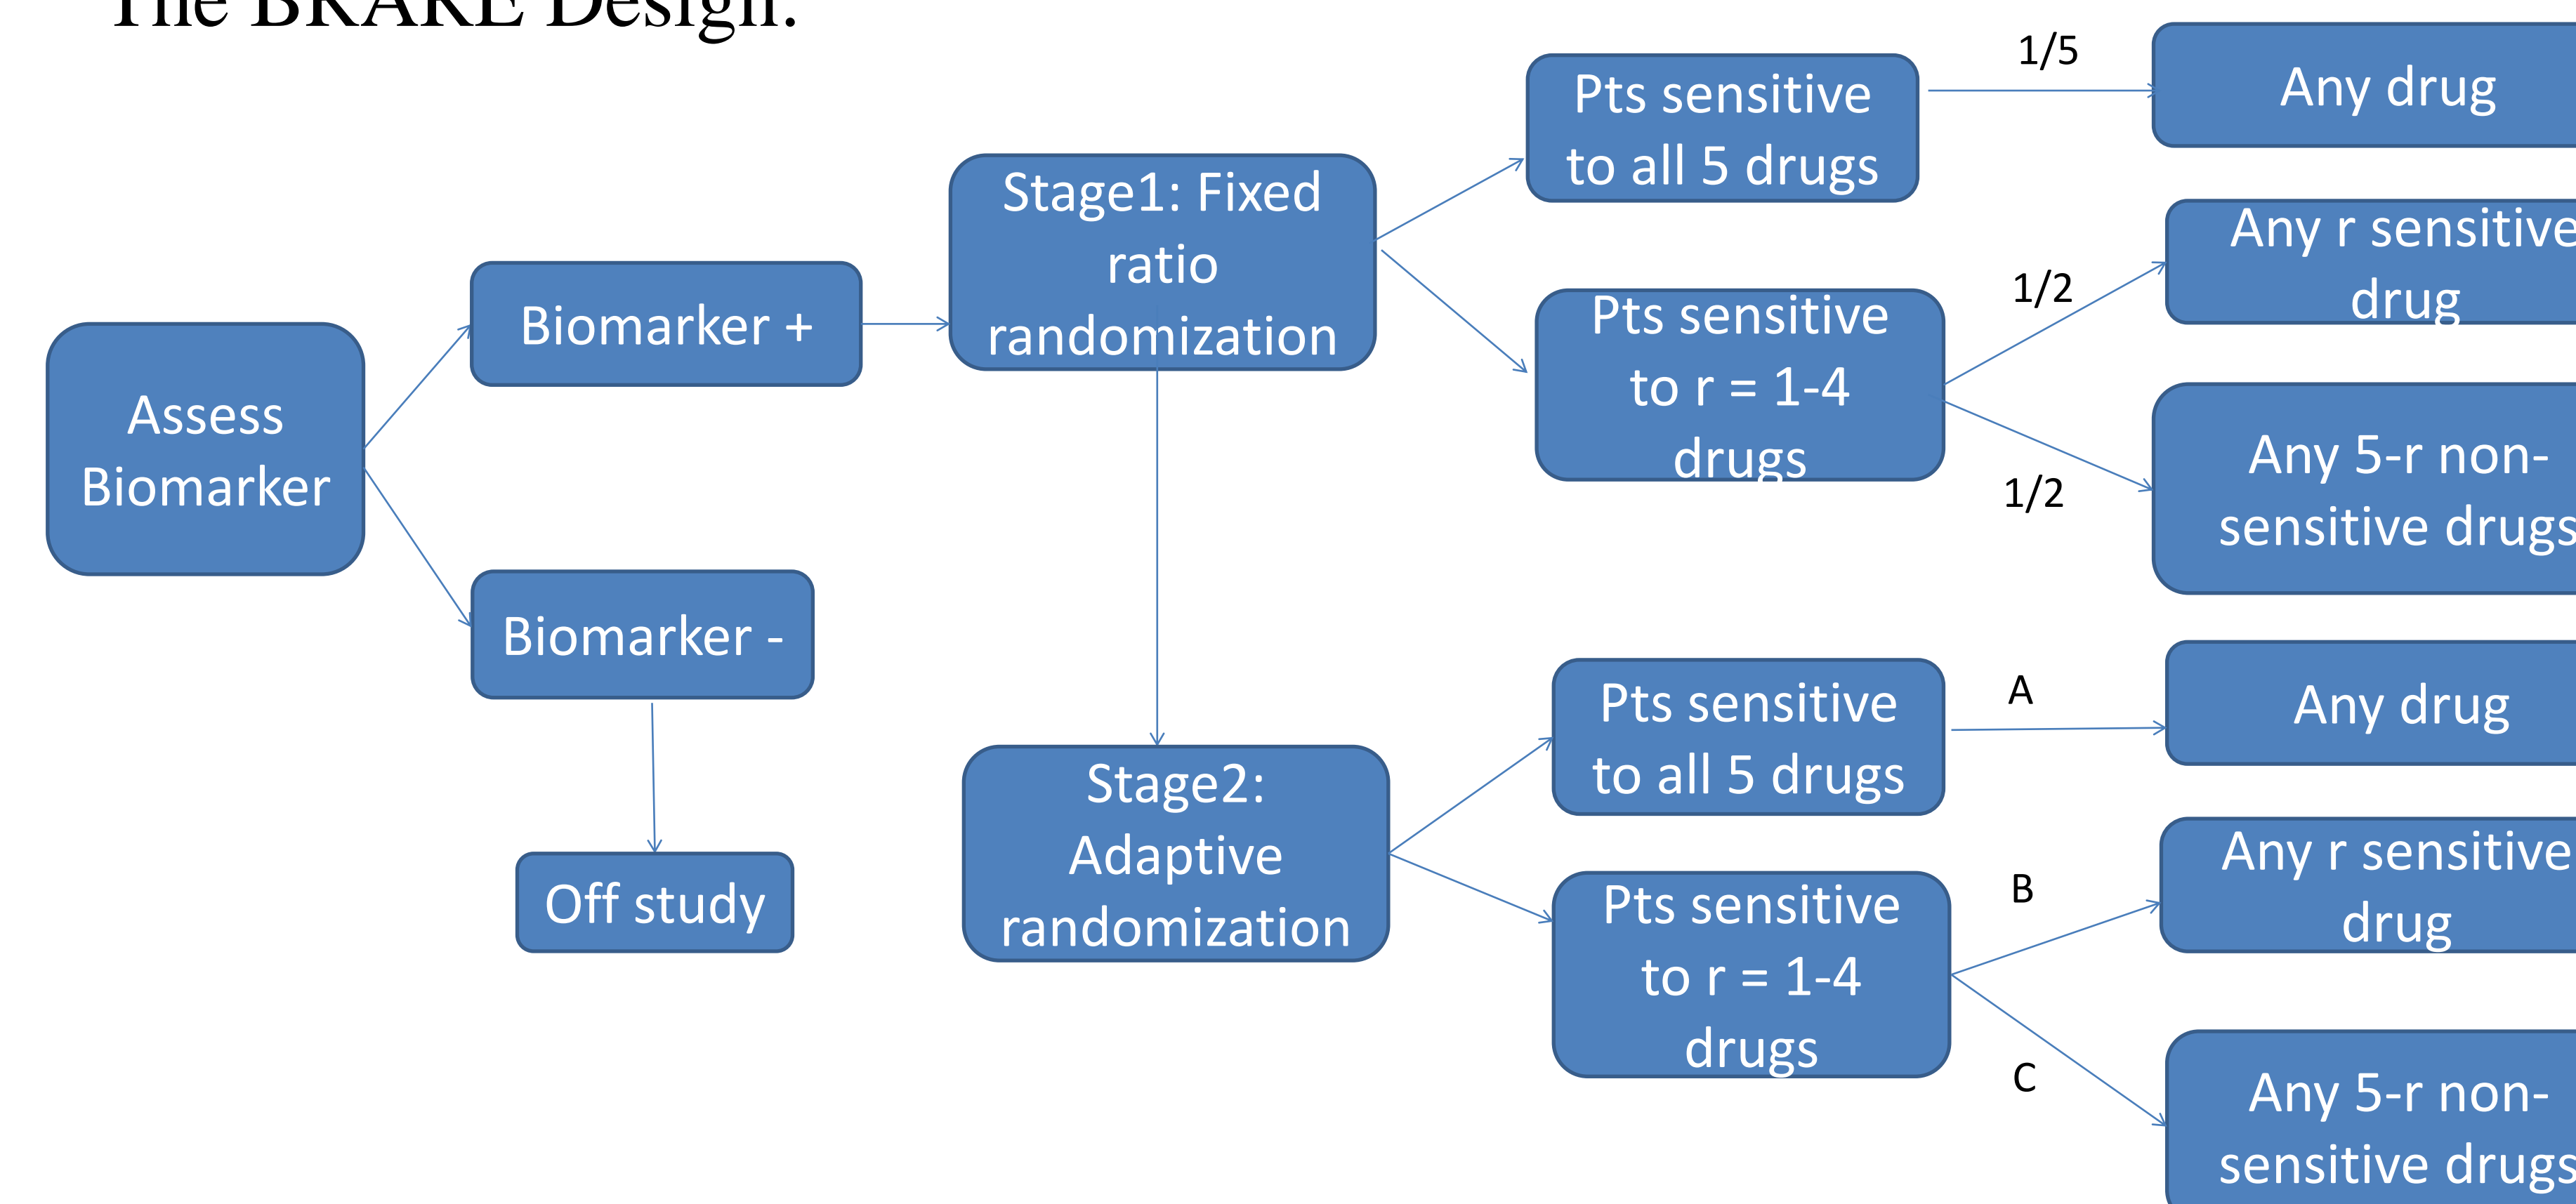 The BRAKE Design.
Assess
Biomarker
Biomarker +
Biomarker -
Off study
Stage1: Fixed
ratio
randomization
Pts sensitive
to all 5 drugs
1/5
Any drug
Pts sensitive
to r = 1-4
drugs
1/2
Any r sensitive
drug
1/2
Any 5-r non-
sensitive drugs
Stage2:
Adaptive
randomization
Pts sensitive
to all 5 drugs
A
Any drug
Pts sensitive
to r = 1-4
drugs
B
Any r sensitive
drug
C
Any 5-r non-
sensitive drugs